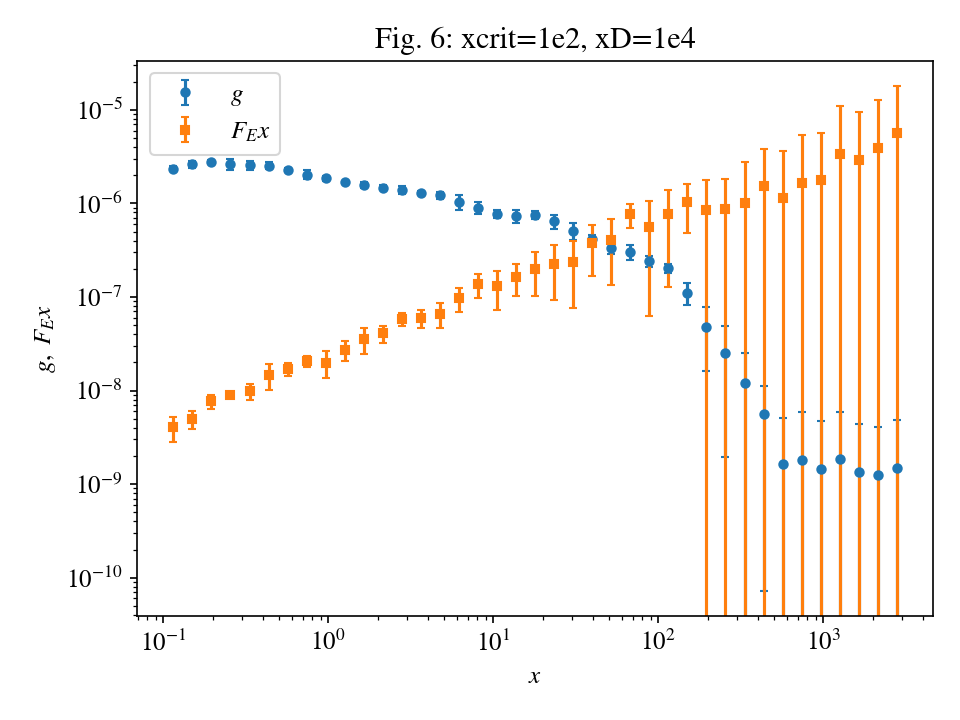 Fig. 6: xcrit=1e2, xD=1e4
g
F_E x
10^-5
10^-6
10^-7
10^-8
10^-9
10^-10
g, F_E x
10^-1 10^0 10^1 10^2 10^3
x